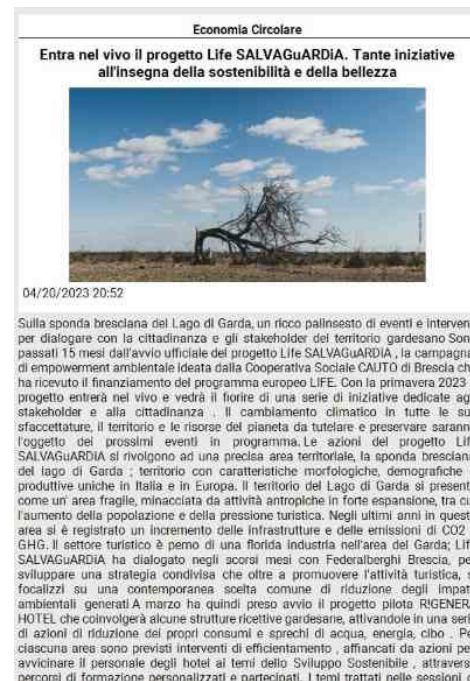 Economia Circolare
Entra nel vivo il progetto Life SALVAGuARDiA. Tante iniziative
all'insegna della sostenibilità e della bellezza
04/20/2023 20:52
Sulla sponda bresciana del Lago di Garda, un ricco palinsesto di eventi e interven
per dialogare con la cittadinanza e gli stakeholder del territorio gardesano Son
passati 15 mesi dall'avvio ufficiale del progetto Life SALVAGuARDiA , la campagna
di empowerment ambientale ideata dalla Cooperativa Sociale CAUTO di Brescia ch
ha ricevuto il finanziamento del programma europeo LIFE. Con la primavera 2023
progetto entrerà nel vivo e vedrà il fiorire di una serie di iniziative dedicate ag
stakeholder e alla cittadinanza . Il cambiamento climatico in tutte le su
sfaccettature, il territorio e le risorse del pianeta da tutelare e preservare sarann
l'oggetto dei prossimi eventi in programma. Le azioni del progetto Lif
SALVAGuARDiA si rivolgono ad una precisa area territoriale, la sponda brescian
del lago di Garda ; territorio con caratteristiche morfologiche, demografiche
produttive uniche in Italia e in Europa. Il territorio del Lago di Garda si present
come un' area fragile, minacciata da attività antropiche in forte espansione, tra cu
l'aumento della popolazione e della pressione turistica. Negli ultimi anni in quest
area si è registrato un incremento delle infrastrutture e delle emissioni di CO2
GHG. Il settore turistico è perno di una florida industria nell'area del Garda; Lif
SALVAGuARDiA ha dialogato negli scorsi mesi con Federalberghi Brescia, pe
sviluppare una strategia condivisa che oltre a promuovere l'attività turistica, s
focalizzi su una contemporanea scelta comune di riduzione degli impat
ambientali generati A marzo ha quindi preso avvio il progetto pilota R!GENERA
HOTEL che coinvolgerà alcune strutture ricettive gardesane, attivandole in una seri
di azioni di riduzione dei propri consumi e sprechi di acqua, energia, cibo . Pe
ciascuna area sono previsti interventi di efficientamento , affiancati da azioni pe
avvicinare il personale degli hotel ai temi dello Sviluppo Sostenibile , attravers
percorsi di formazione personalizzati e partecipati. I temi trattati nelle sessioni s